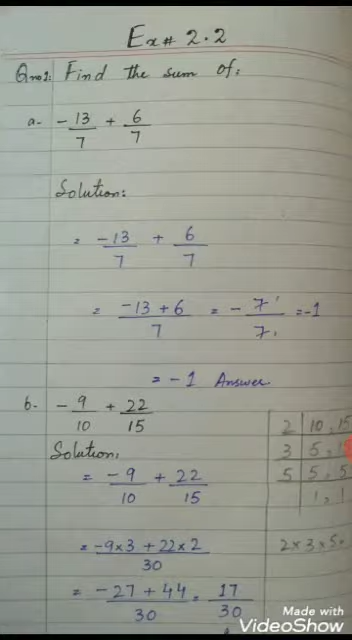 Ex# 2.2
Qno1: Find the sum of:
a- -13/7 + 6/7
Solution:
= -13/7 + 6/7
= -13+6/7 = -7/7 = -1
= -1 Answer
b- -9/10 + 22/15
2 | 10, 15
Solution:
3 | 5,
= -9/10 + 22/15
5 | 5, 5
1, 1
= -9×3 + 22×2/30
2×3×5
= -27+44/30 = 17/30
Made with
VideoShow